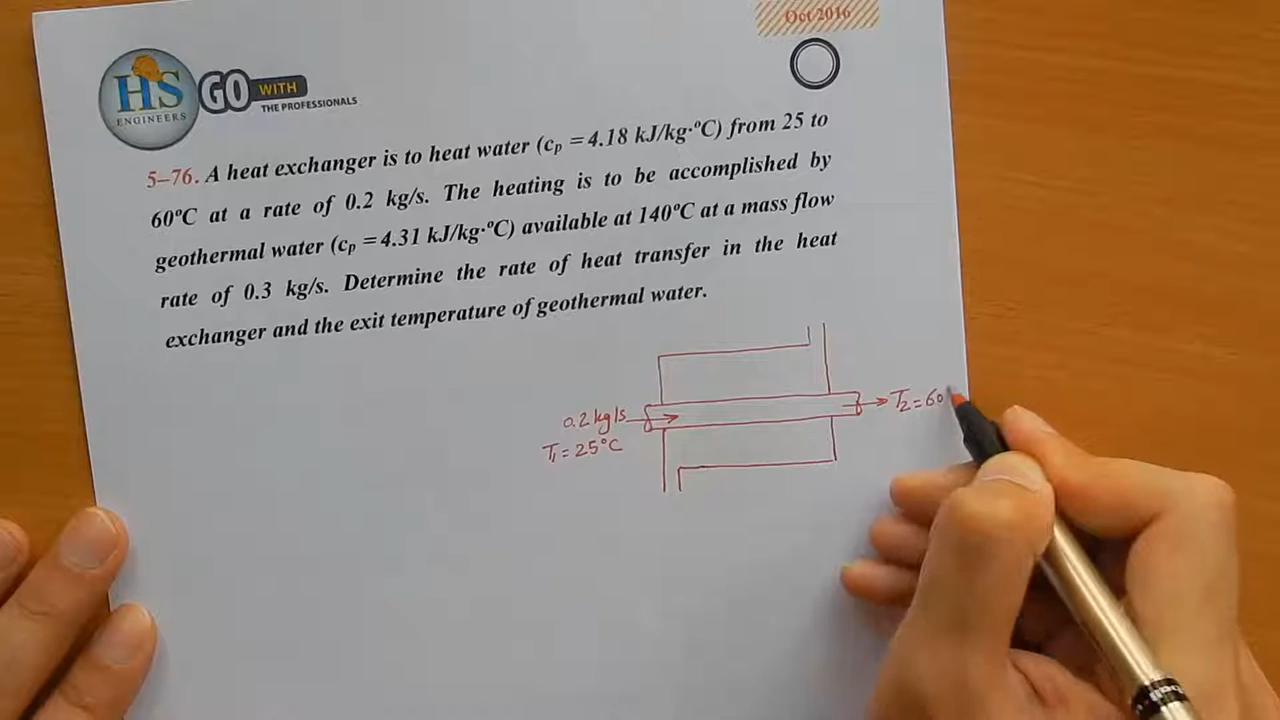 Oct 2016
HS
ENGINEERS
GO WITH
THE PROFESSIONALS
5–76. A heat exchanger is to heat water (cp = 4.18 kJ/kg·ºC) from 25 to
60ºC at a rate of 0.2 kg/s. The heating is to be accomplished by
geothermal water (cp = 4.31 kJ/kg·ºC) available at 140ºC at a mass flow
rate of 0.3 kg/s. Determine the rate of heat transfer in the heat
exchanger and the exit temperature of geothermal water.
0.2 kg/s
T1 = 25°C
T2 = 60